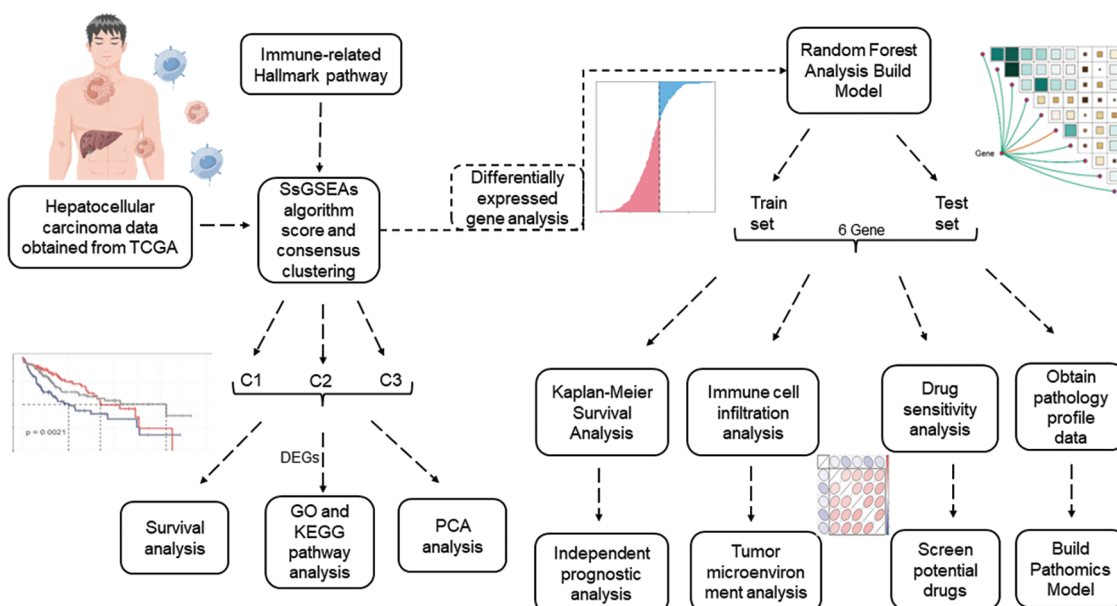 Immune-related
Hallmark pathway
Random Forest
Analysis Build
Model
Gene
Hepatocellular
carcinoma data
obtained from TCGA
SsGSEAs
algorithm
score and
consensus
clustering
Differentially
expressed
gene analysis
Train
set
Test
set
6 Gene
p = 0.0021
C1
C2
C3
DEGs
Survival
analysis
GO and
KEGG
pathway
analysis
PCA
analysis
Kaplan-Meier
Survival
Analysis
Immune cell
infiltration
analysis
Drug
sensitivity
analysis
Obtain
pathology
profile
data
Independent
prognostic
analysis
Tumor
microenviron
ment analysis
Screen
potential
drugs
Build
Pathomics
Model